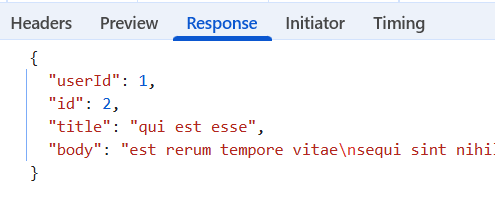 Headers Preview Response Initiator Timing
{
"userId": 1,
"id": 2,
"title": "qui est esse",
"body": "est rerum tempore vitae\nsequi sint nihil
}